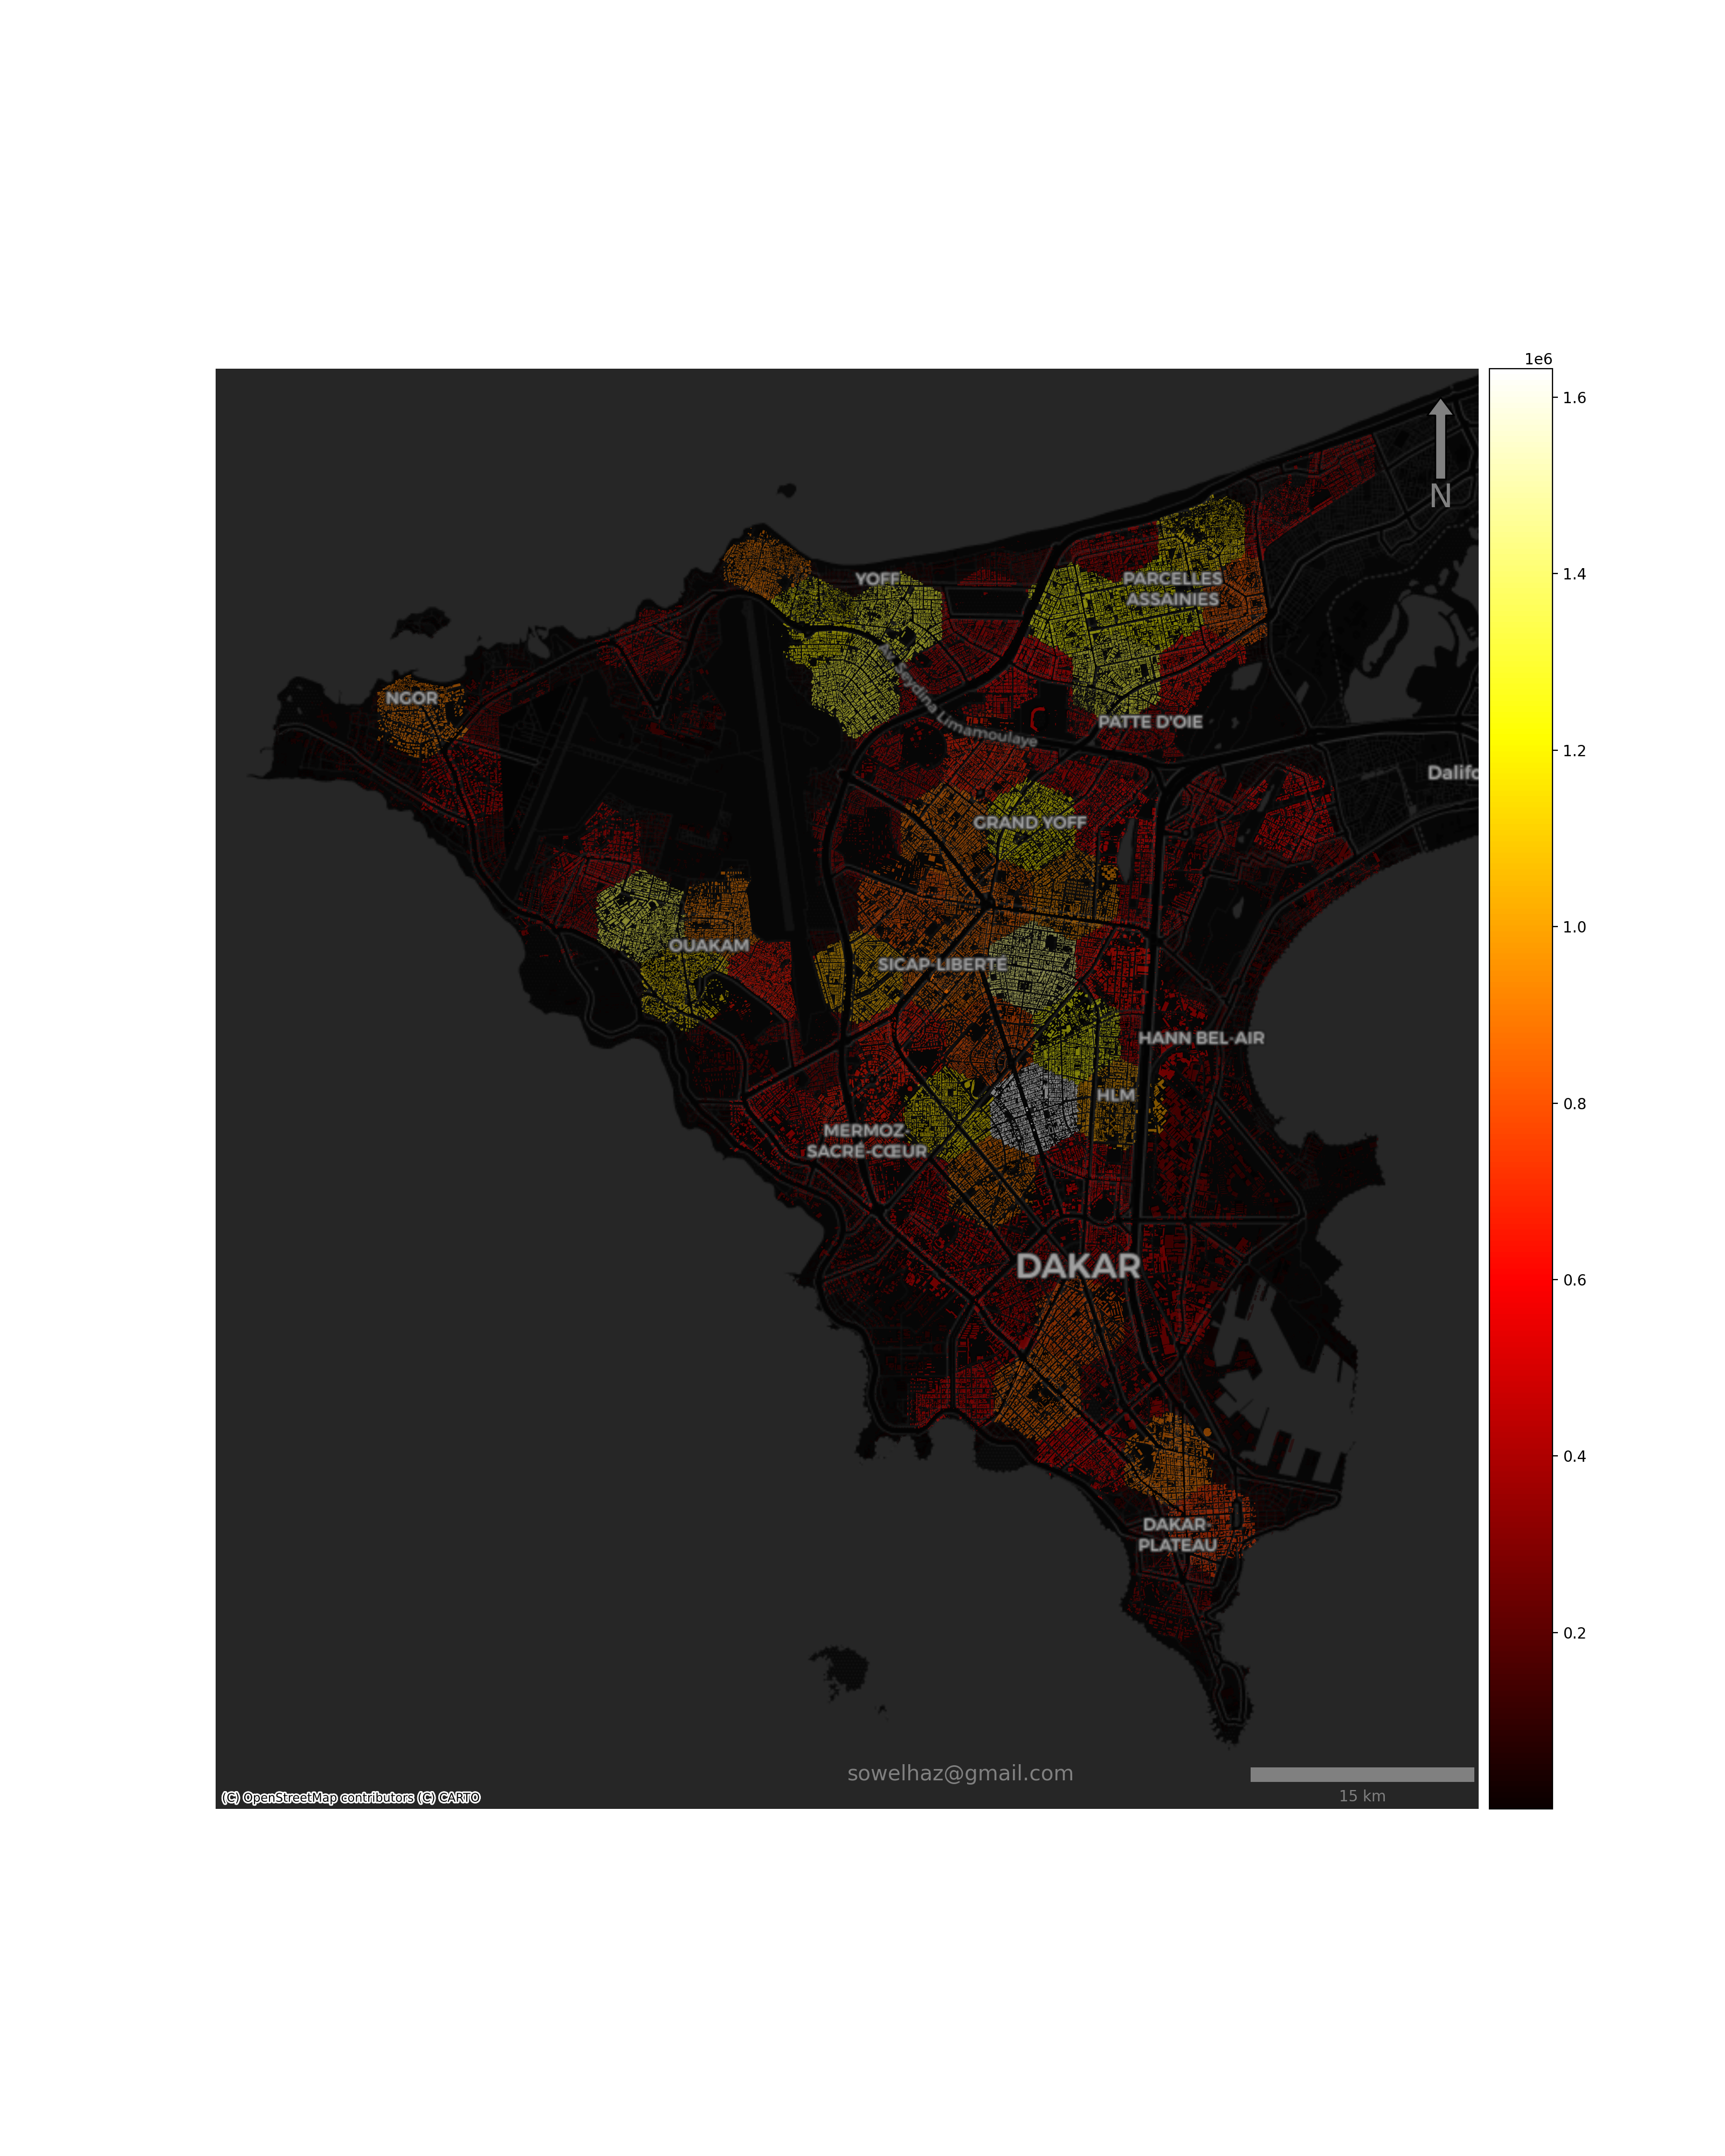 1e6
1.6
N
1.4
YOFF
PARCELLES
ASSAINIES
Av. Seydina Limamoulaye
NGOR
PATTE D'OIE
1.2
Dalifo
GRAND YOFF
1.0
OUAKAM
SICAP-LIBERTÉ
HANN BEL-AIR
HLM
0.8
MERMOZ-
SACRÉ-CŒUR
DAKAR
0.6
0.4
DAKAR-
PLATEAU
0.2
sowelhaz@gmail.com
15 km
(C) OpenStreetMap contributors (C) CARTO